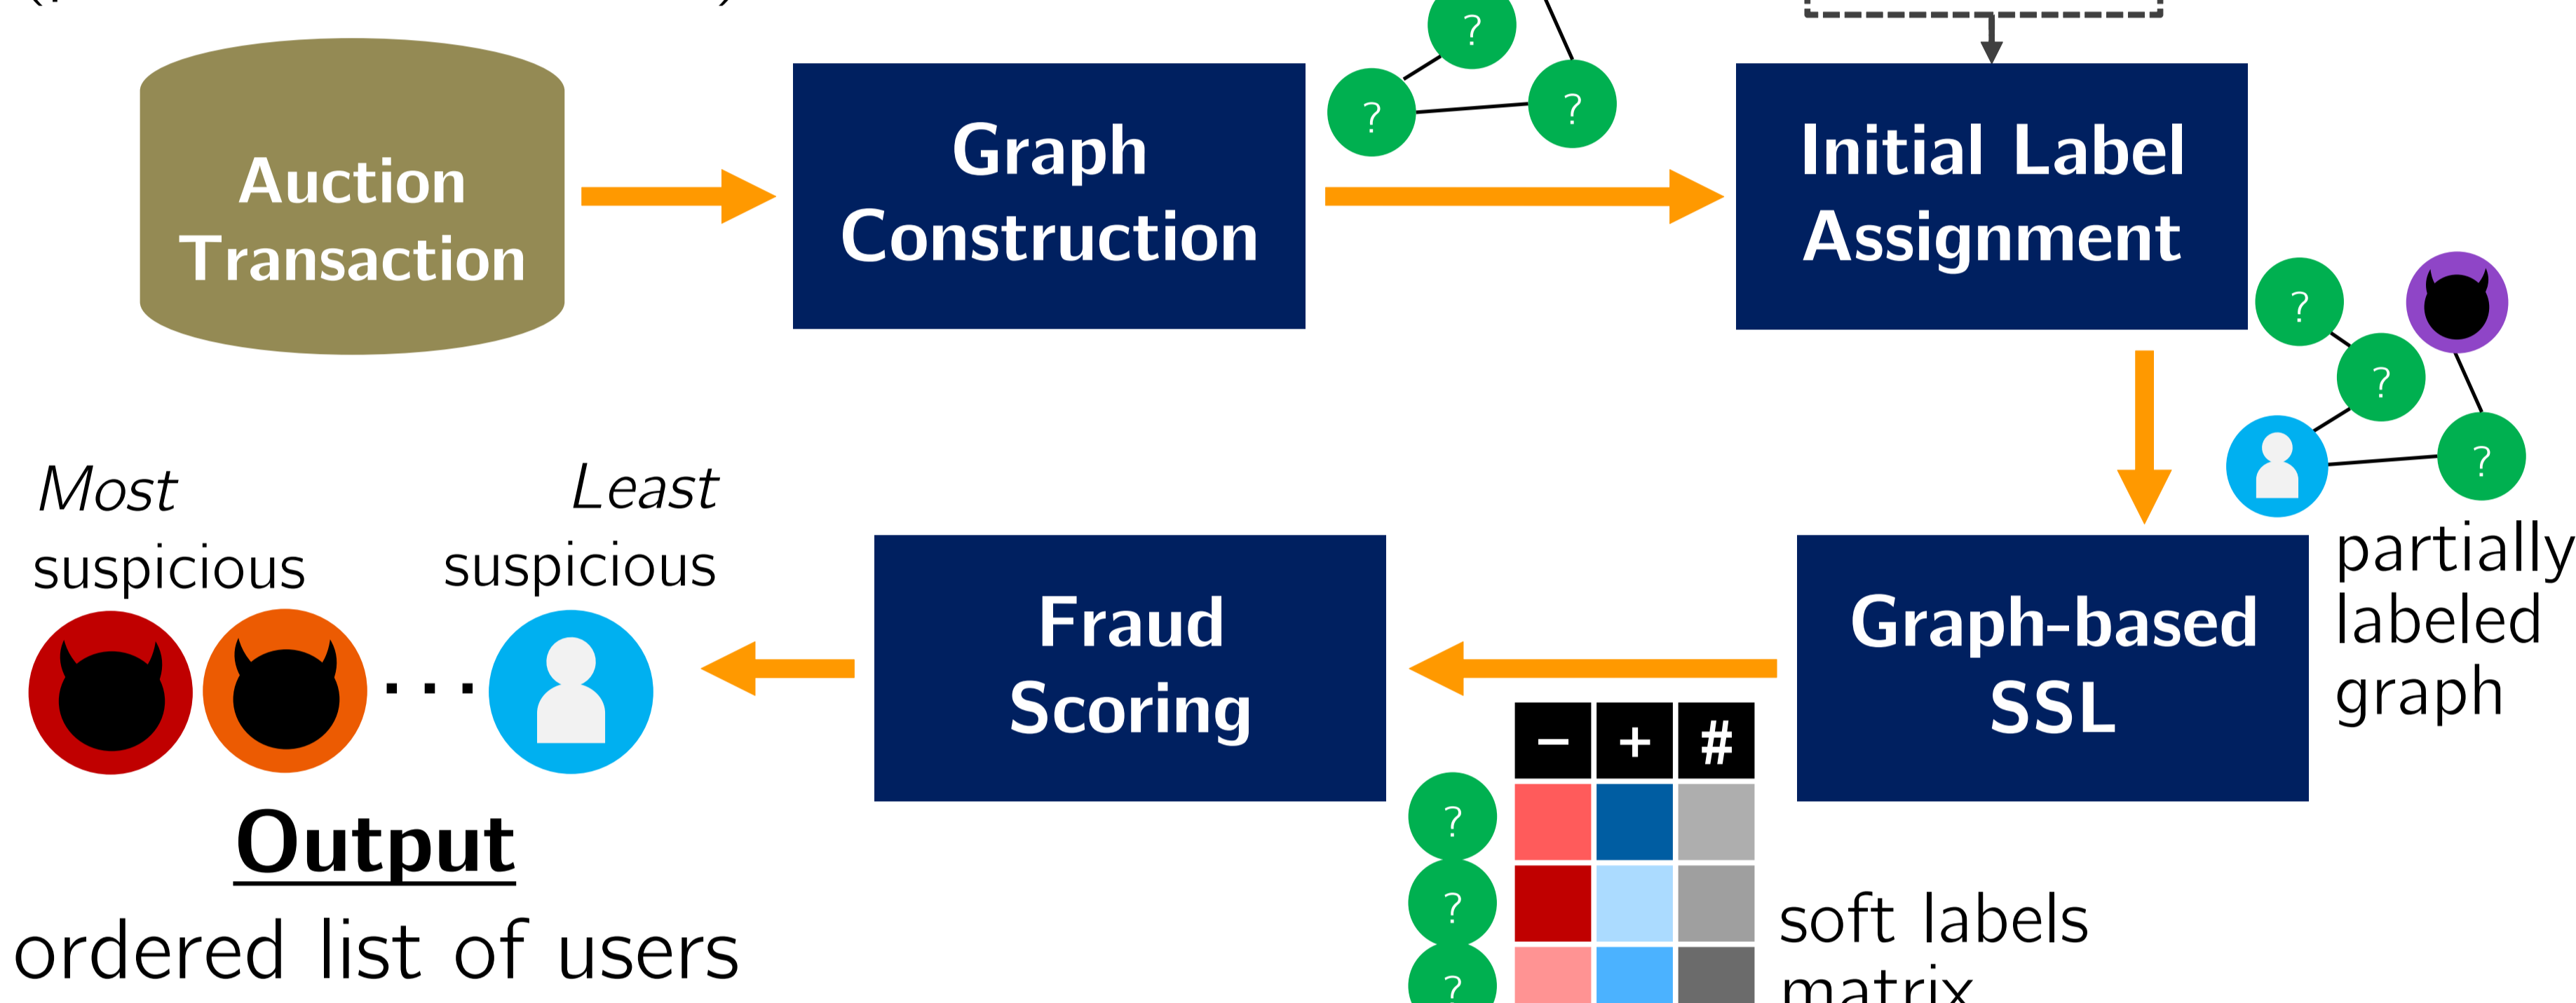 Auction
Transaction
Graph
Construction
?
?
?
Initial Label
Assignment
?
?
?
partially
labeled
graph
Graph-based
SSL
Fraud
Scoring
− + #
?
?
?
soft labels
matrix
Most
suspicious
Least
suspicious
...
Output
ordered list of users